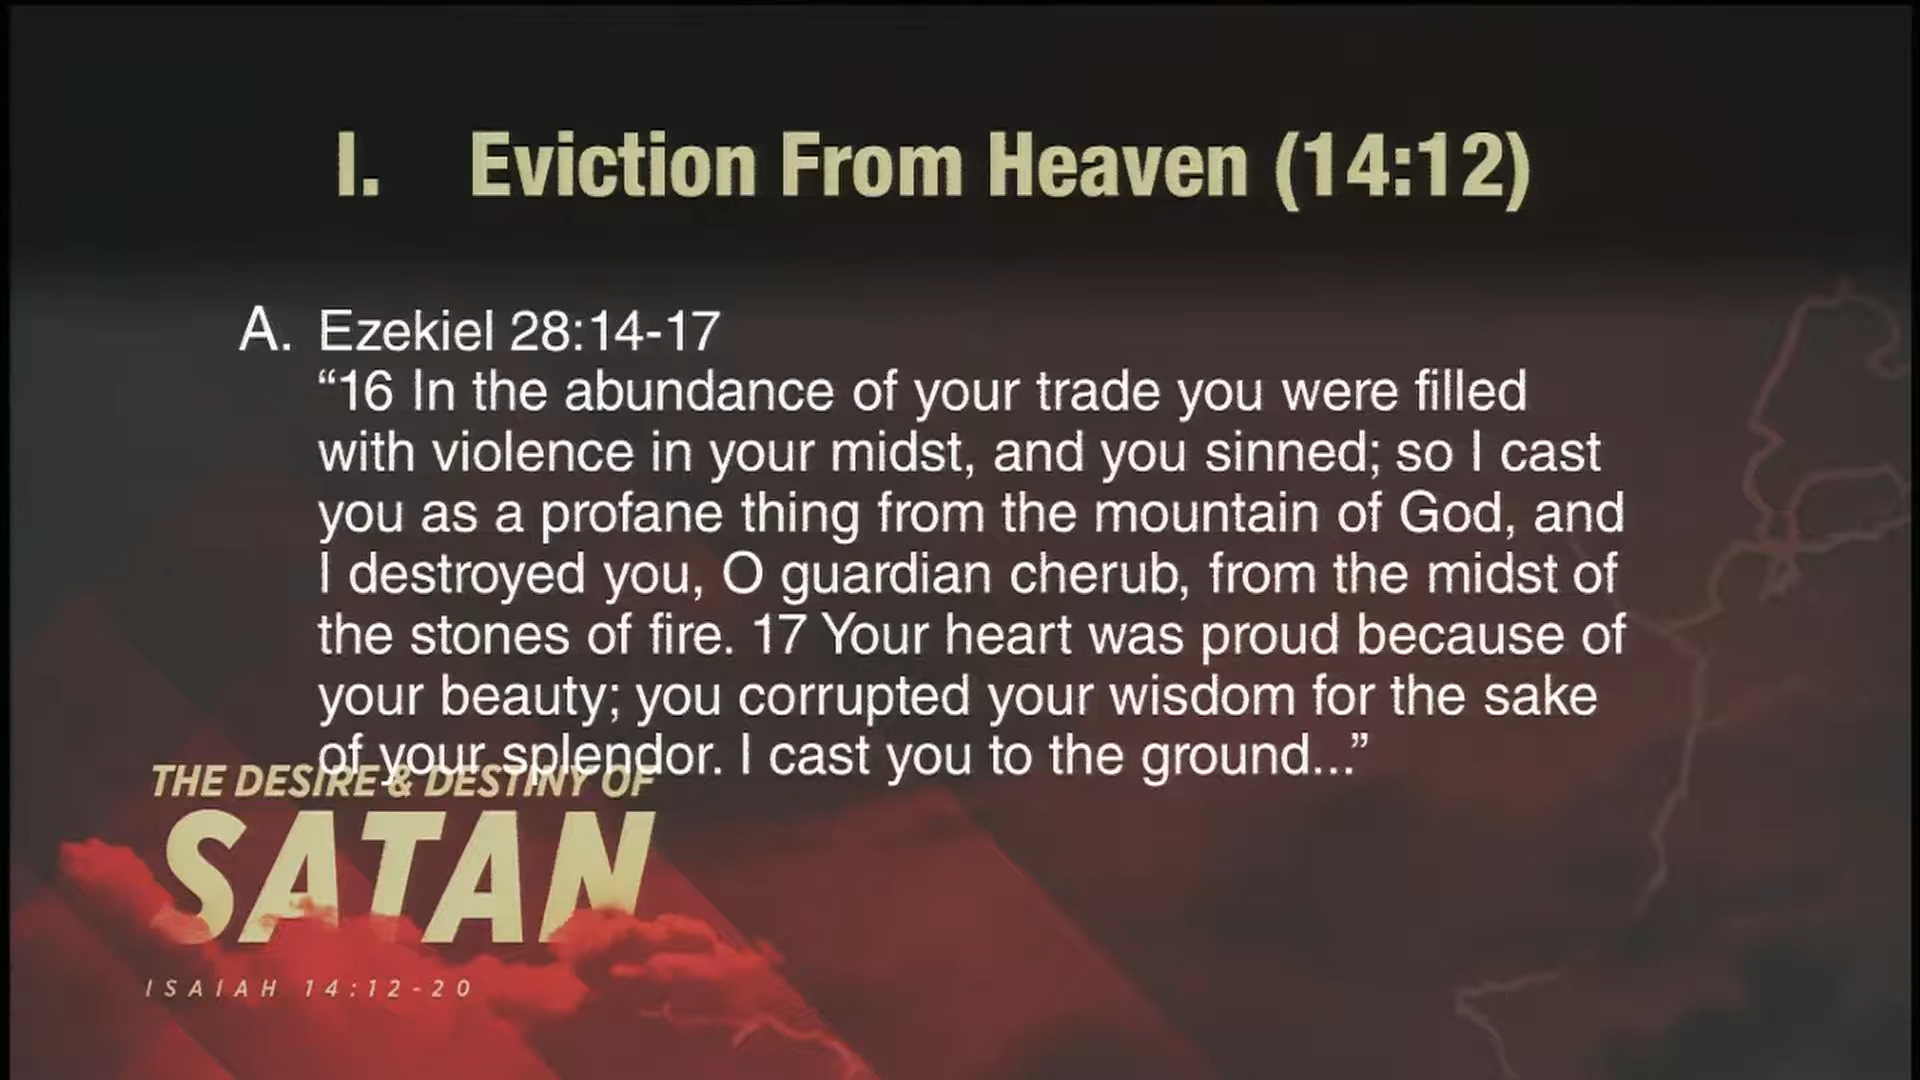 I. Eviction From Heaven (14:12)
A. Ezekiel 28:14-17
“16 In the abundance of your trade you were filled
with violence in your midst, and you sinned; so I cast
you as a profane thing from the mountain of God, and
I destroyed you, O guardian cherub, from the midst of
the stones of fire. 17 Your heart was proud because of
your beauty; you corrupted your wisdom for the sake
of your splendor. I cast you to the ground...”
THE DESIRE & DESTINY OF
SATAN
ISAIAH 14:12-20